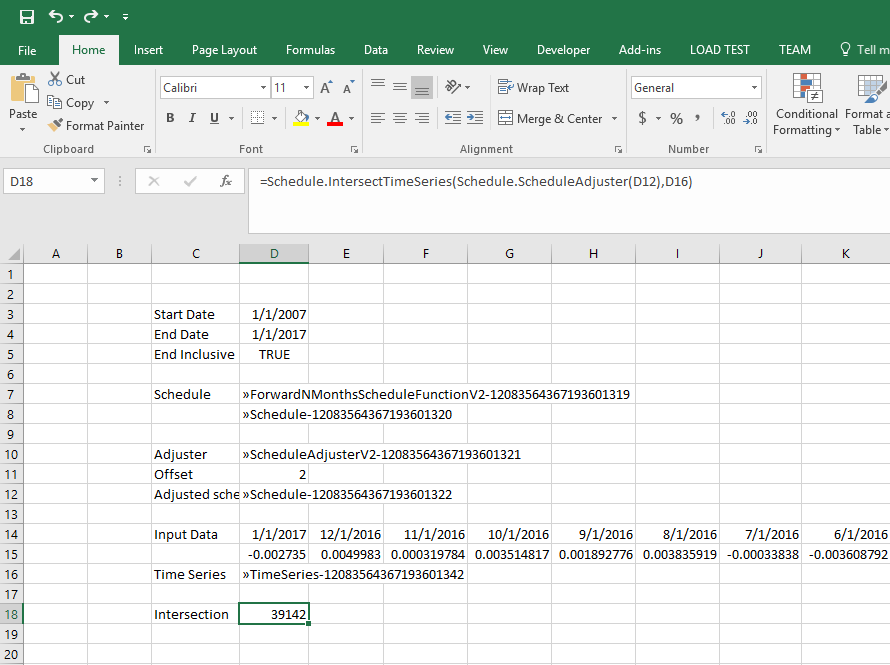 File Home Insert Page Layout Formulas Data Review View Developer Add-ins LOAD TEST TEAM Tell m
Paste
Cut
Copy
Format Painter
Clipboard
Calibri 11 A A
B I U A
Font
Wrap Text
Merge & Center
Alignment
General
$ % , .0 .00 .00 .0
Number
Conditional Formatting
Format a
Table
D18 fx =Schedule.IntersectTimeSeries(Schedule.ScheduleAdjuster(D12),D16)
A B C D E F G H I J K
1
2
3 Start Date 1/1/2007
4 End Date 1/1/2017
5 End Inclusive TRUE
6
7 Schedule »ForwardNMonthsScheduleFunctionV2-12083564367193601319
8 »Schedule-12083564367193601320
9
10 Adjuster »ScheduleAdjusterV2-12083564367193601321
11 Offset 2
12 Adjusted sche »Schedule-12083564367193601322
13
14 Input Data 1/1/2017 12/1/2016 11/1/2016 10/1/2016 9/1/2016 8/1/2016 7/1/2016 6/1/2016
15 -0.002735 0.0049983 0.000319784 0.003514817 0.001892776 0.003835919 -0.00033838 -0.003608792
16 Time Series »TimeSeries-12083564367193601342
17
18 Intersection 39142
19
20